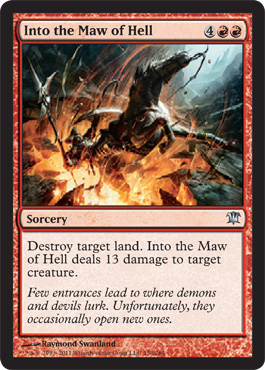 Into the Maw of Hell 4
Sorcery
Destroy target land. Into the Maw
of Hell deals 13 damage to target
creature.
Few entrances lead to where demons
and devils lurk. Unfortunately, they
occasionally open new ones.
Raymond Swanland